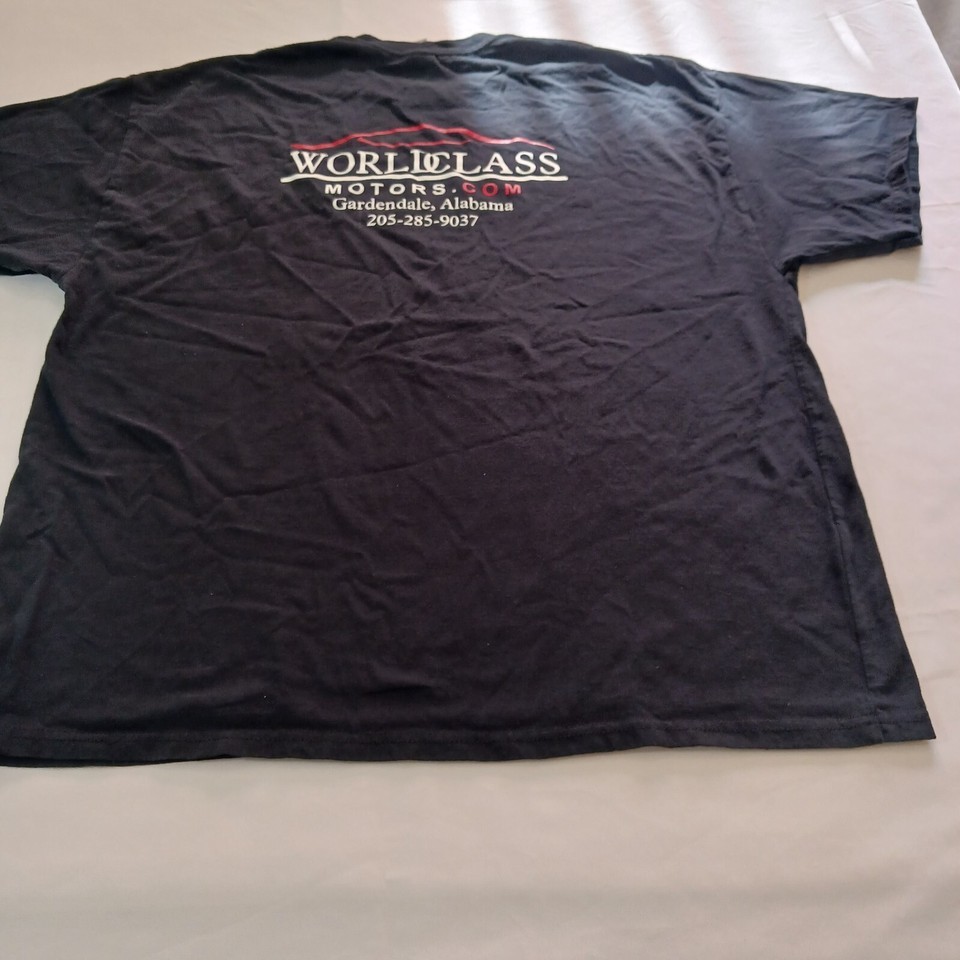 WORLDCLASS
MOTORS.COM
Gardendale, Alabama
205-285-9037